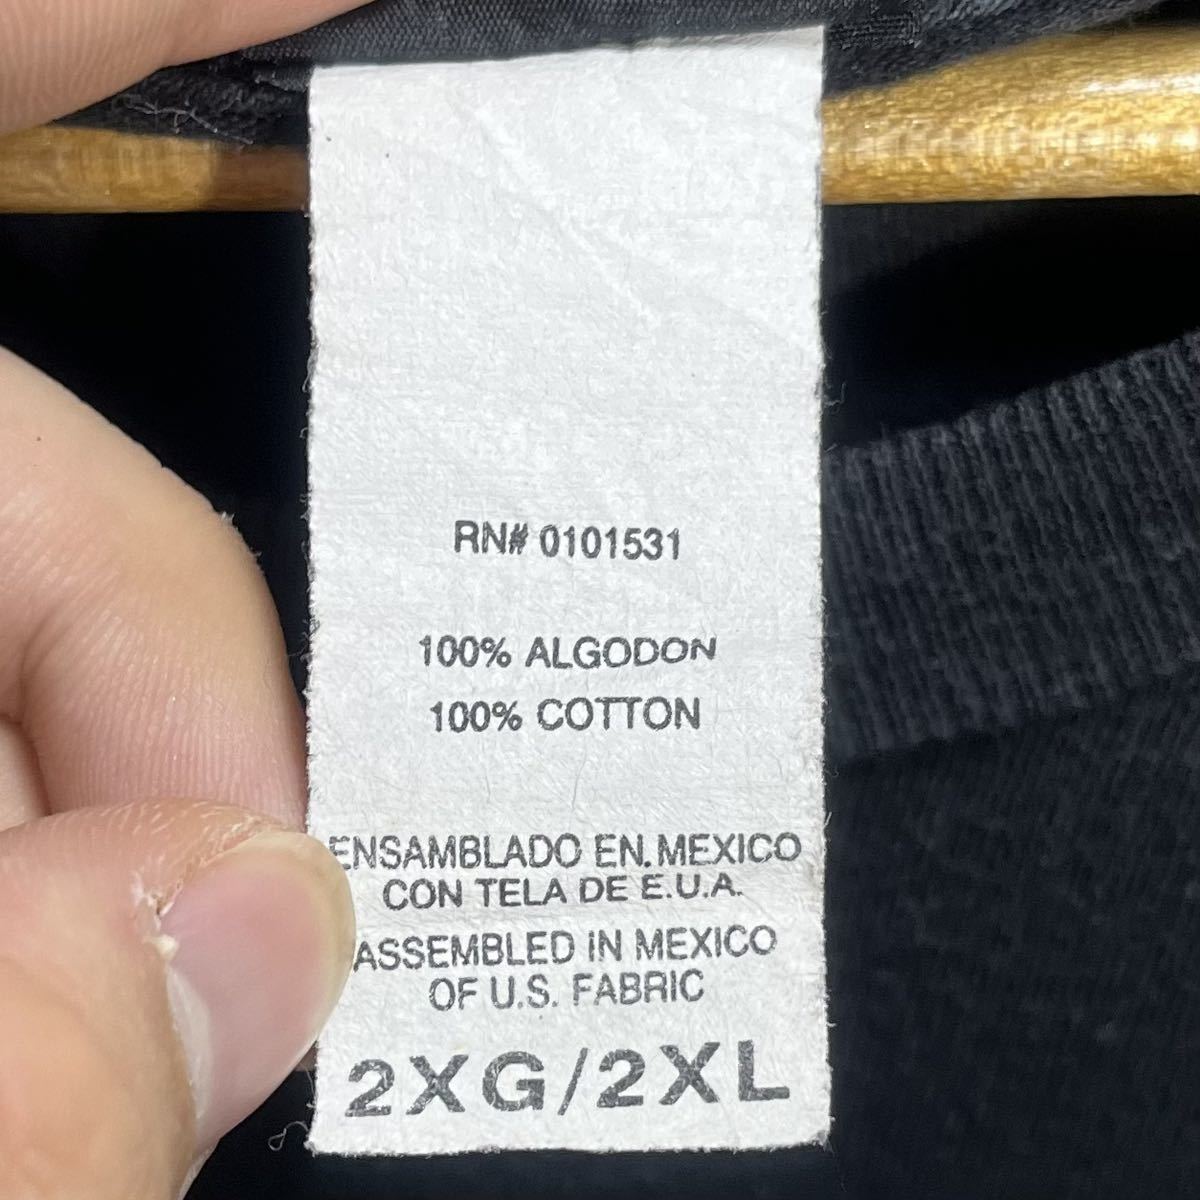 RN# 0101531
100% ALGODON
100% COTTON
ENSAMBLADO EN. MEXICO
CON TELA DE E.U.A.
ASSEMBLED IN MEXICO
OF U.S. FABRIC
2XG/2XL